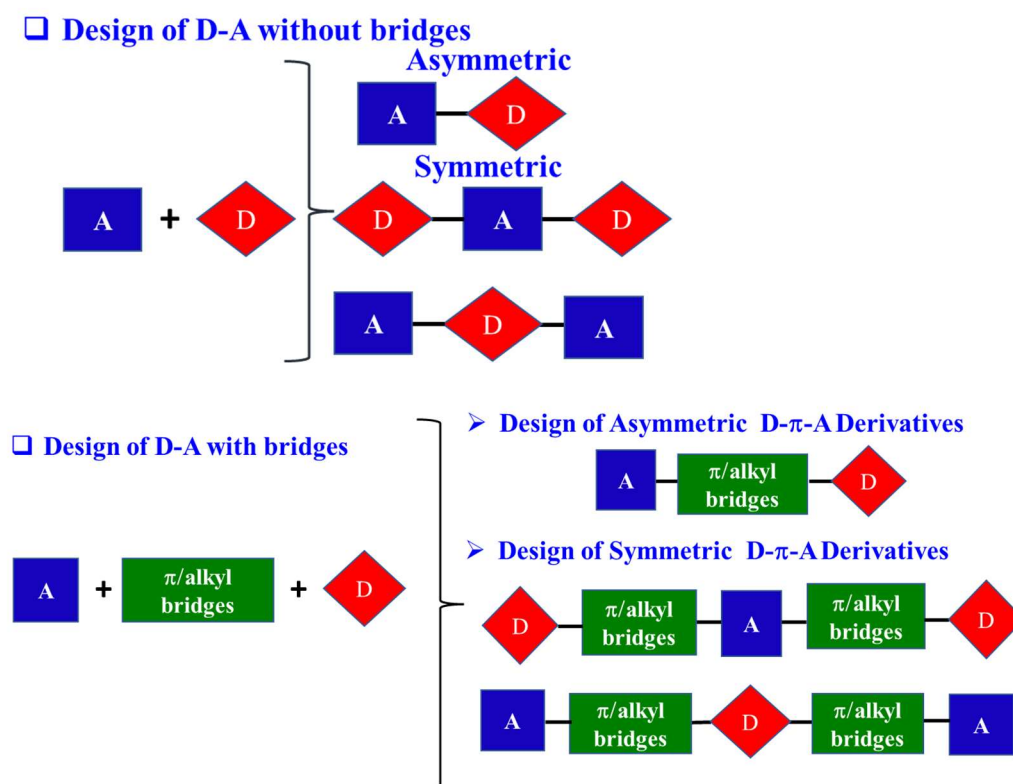 ❑ Design of D-A without bridges
Asymmetric
A D
Symmetric
A + D
D A D
A D A
❑ Design of D-A with bridges
➢ Design of Asymmetric D-π-A Derivatives
A π/alkyl bridges D
➢ Design of Symmetric D-π-A Derivatives
A + π/alkyl bridges + D
D π/alkyl bridges A π/alkyl bridges D
A π/alkyl bridges D π/alkyl bridges A